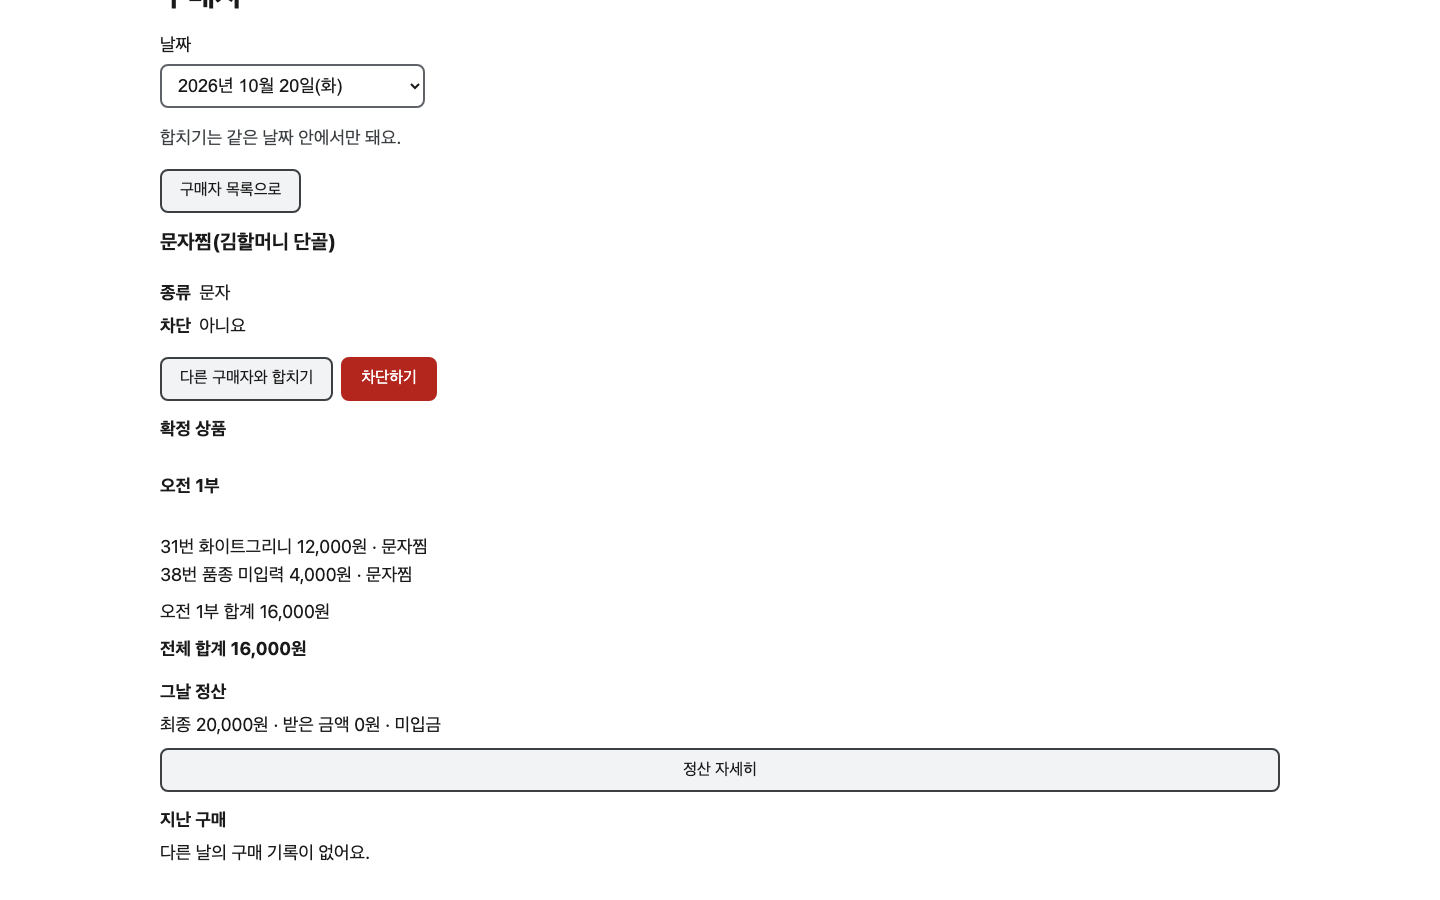 날짜
2026년 10월 20일(화)
합치기는 같은 날짜 안에서만 돼요.
구매자 목록으로
문자찜(김할머니 단골)
종류 문자
차단 아니요
다른 구매자와 합치기 차단하기
확정 상품
오전 1부
31번 화이트그리니 12,000원 · 문자찜
38번 품종 미입력 4,000원 · 문자찜
오전 1부 합계 16,000원
전체 합계 16,000원
그날 정산
최종 20,000원 · 받은 금액 0원 · 미입금
정산 자세히
지난 구매
다른 날의 구매 기록이 없어요.